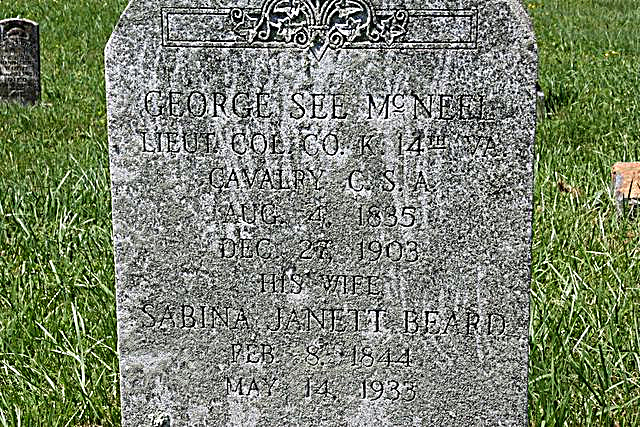 GEORGE SEE McNEEL
LIEUT. COL. CO. K. 14TH VA.
CAVALRY C. S. A.
AUG. 4, 1835
DEC. 27, 1903
HIS WIFE
SABINA JANETT BEARD
FEB. 8, 1844
MAY 14, 1933